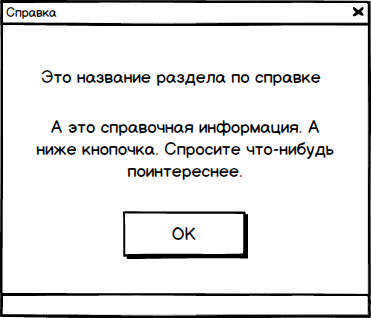 Справка
Это название раздела по справке
А это справочная информация. А
ниже кнопочка. Спросите что-нибудь
поинтереснее.
OK